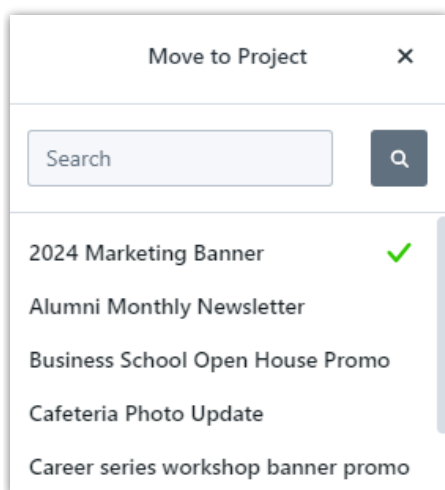 Move to Project
Search
2024 Marketing Banner
Alumni Monthly Newsletter
Business School Open House Promo
Cafeteria Photo Update
Career series workshop banner promo